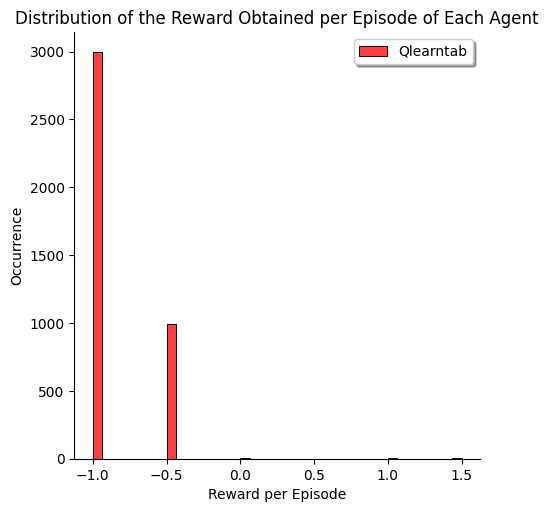 Distribution of the Reward Obtained per Episode of Each Agent
Qlearntab
3000
2500
2000
1500
1000
500
0
Occurrence
−1.0 −0.5 0.0 0.5 1.0 1.5
Reward per Episode